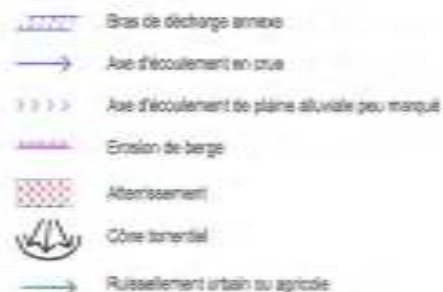 Bras de décharge annexe
Axe d'écoulement en crue
Axe d'écoulement de plaine alluviale peu marqué
Erosion de berge
Atterrissement
Cône torrentiel
Ruissellement urbain ou agricole